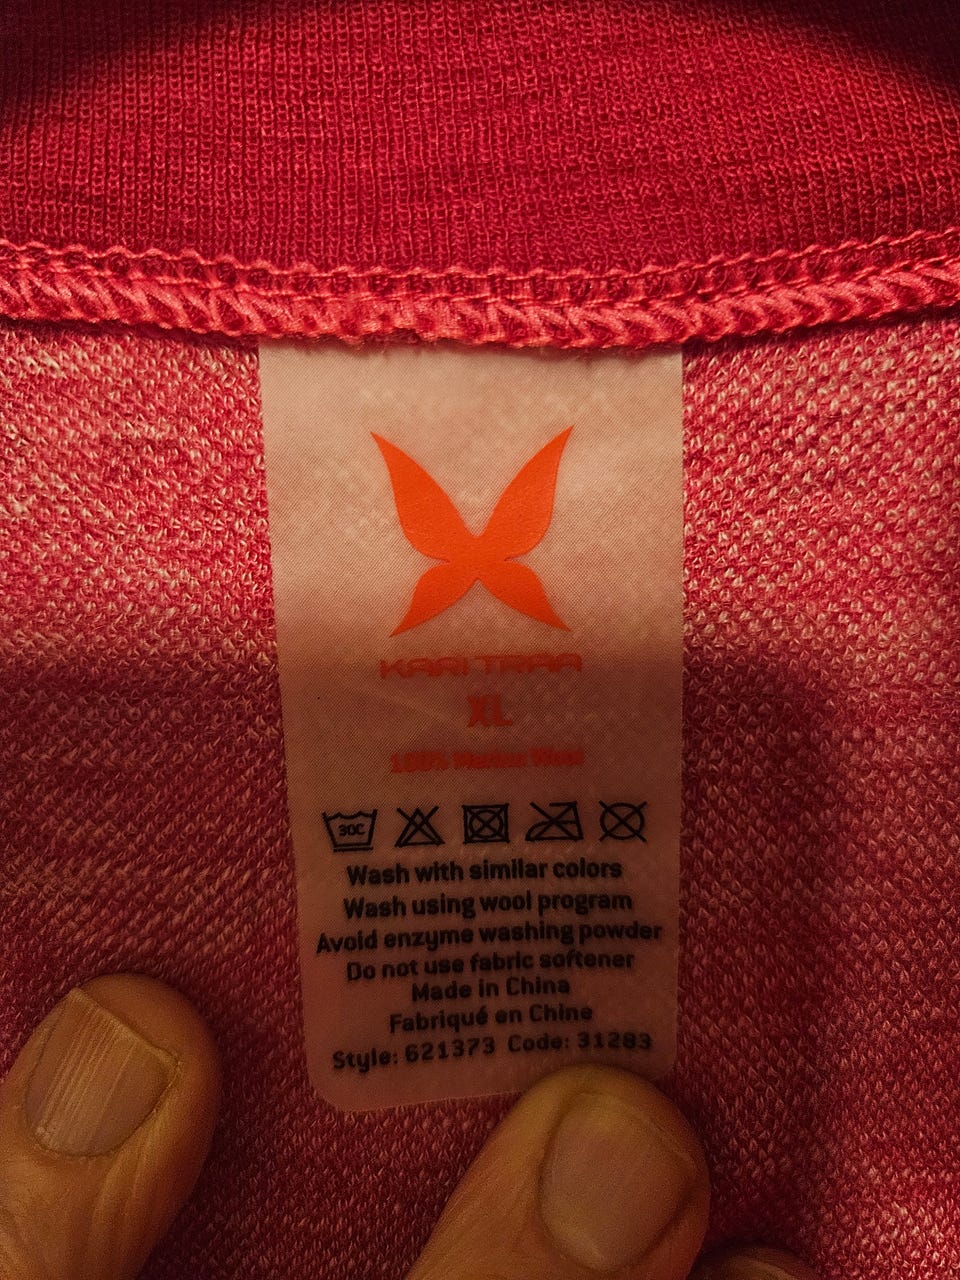 KARI TRAA
XL
100% Merino Wool
30C
Wash with similar colors
Wash using wool program
Avoid enzyme washing powder
Do not use fabric softener
Made in China
Fabriqué en Chine
Style: 621373 Code: 31283